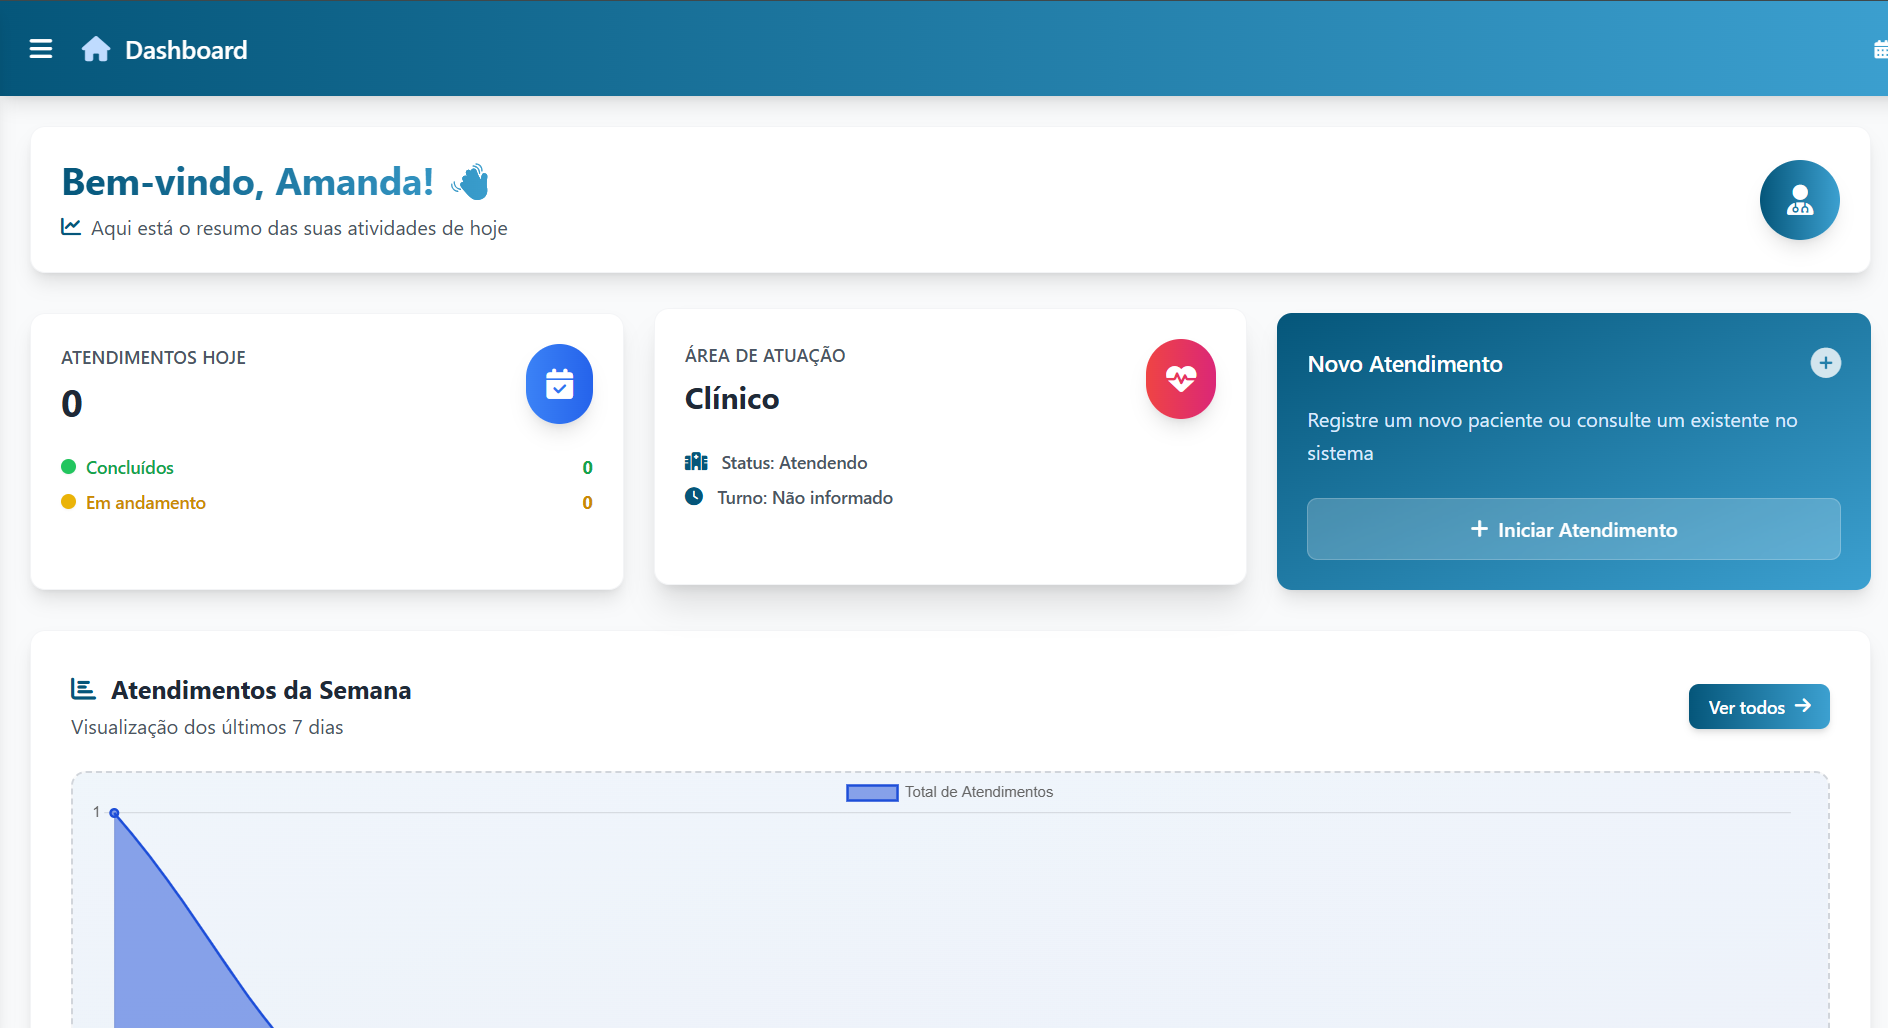 Dashboard
Bem-vindo, Amanda!
Aqui está o resumo das suas atividades de hoje
ATENDIMENTOS HOJE
0
Concluídos 0
Em andamento 0
ÁREA DE ATUAÇÃO
Clínico
Status: Atendendo
Turno: Não informado
Novo Atendimento
Registre um novo paciente ou consulte um existente no
sistema
Iniciar Atendimento
Atendimentos da Semana
Visualização dos últimos 7 dias
Ver todos
Total de Atendimentos
1